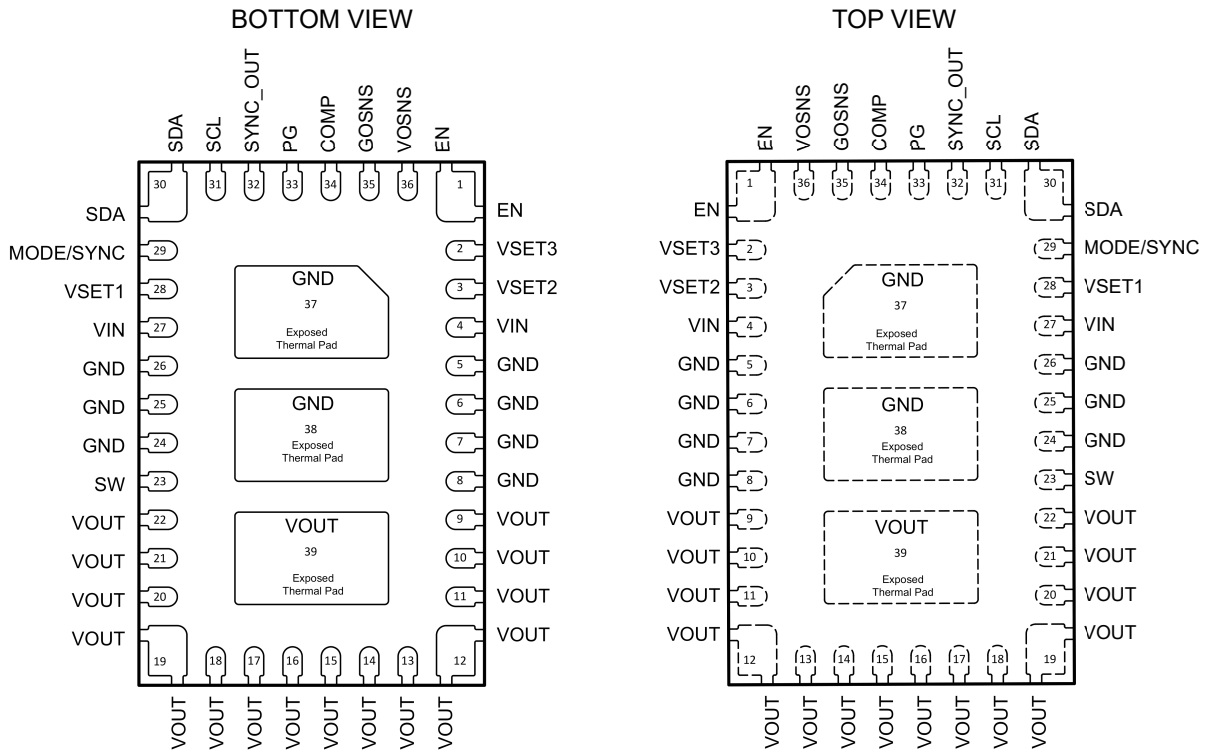 BOTTOM VIEW
SDA
SCL
SYNC_OUT
PG
COMP
GOSNS
VOSNS
EN
30
31
32
33
34
35
36
1
SDA
EN
MODE/SYNC
29
2
VSET3
VSET1
28
3
VSET2
VIN
27
4
VIN
GND
26
5
GND
GND
25
6
GND
GND
24
7
GND
SW
23
8
GND
VOUT
22
9
VOUT
VOUT
21
10
VOUT
VOUT
20
11
VOUT
VOUT
VOUT
19
18
17
16
15
14
13
12
VOUT
VOUT
VOUT
VOUT
VOUT
VOUT
VOUT
VOUT
GND
37
Exposed
Thermal Pad
GND
38
Exposed
Thermal Pad
VOUT
39
Exposed
Thermal Pad
TOP VIEW
EN
VOSNS
GOSNS
COMP
PG
SYNC_OUT
SCL
SDA
1
36
35
34
33
32
31
30
EN
SDA
VSET3
2
29
MODE/SYNC
VSET2
3
28
VSET1
VIN
4
27
VIN
GND
5
26
GND
GND
6
25
GND
GND
7
24
GND
GND
8
23
SW
VOUT
9
22
VOUT
VOUT
10
21
VOUT
VOUT
11
20
VOUT
VOUT
VOUT
12
13
14
15
16
17
18
19
VOUT
VOUT
VOUT
VOUT
VOUT
VOUT
VOUT
VOUT
GND
37
Exposed
Thermal Pad
GND
38
Exposed
Thermal Pad
VOUT
39
Exposed
Thermal Pad